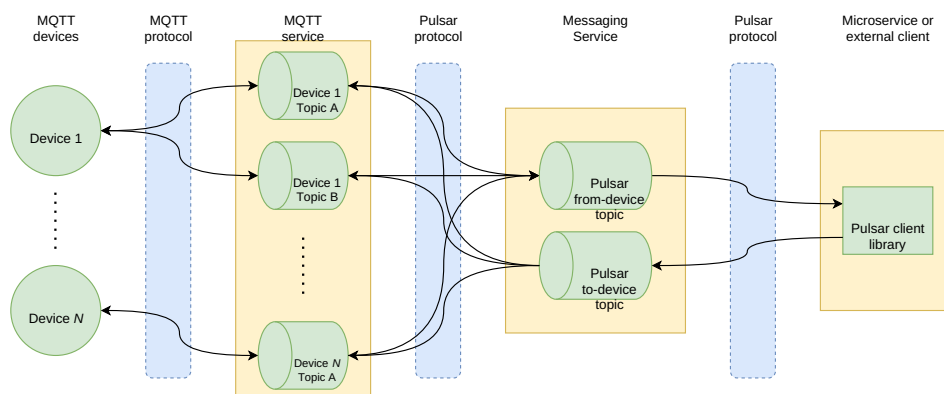 MQTT
devices
MQTT
protocol
MQTT
service
Pulsar
protocol
Messaging
Service
Pulsar
protocol
Microservice or
external client
Device 1
Device N
Device 1
Topic A
Device 1
Topic B
Device N
Topic A
Pulsar
from-device
topic
Pulsar
to-device
topic
Pulsar client
library